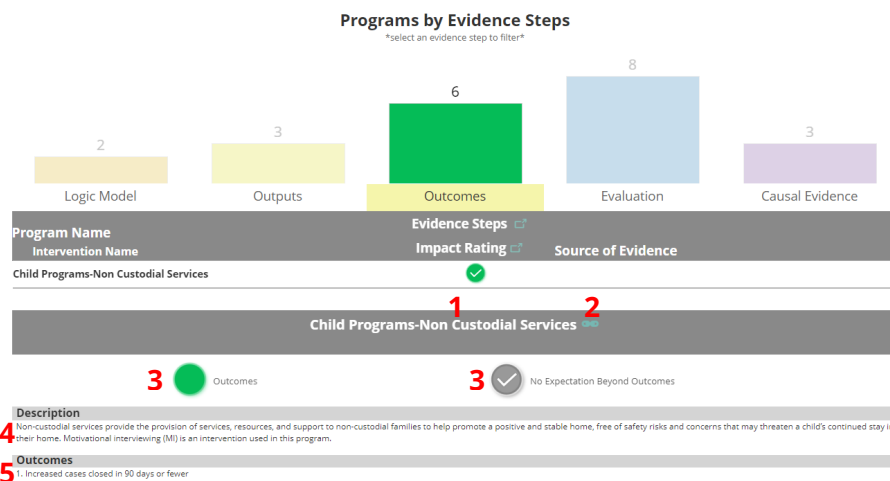 Programs by Evidence Steps
*select an evidence step to filter*
2
3
6
8
3
Logic Model
Outputs
Outcomes
Evaluation
Causal Evidence
Program Name
Evidence Steps
Intervention Name
Impact Rating
Source of Evidence
Child Programs-Non Custodial Services
1
2
Child Programs-Non Custodial Services
3
Outcomes
3
No Expectation Beyond Outcomes
Description
4
Non-custodial services provide the provision of services, resources, and support to non-custodial families to help promote a positive and stable home, free of safety risks and concerns that may threaten a child's continued stay i
their home. Motivational interviewing (MI) is an intervention used in this program.
Outcomes
5
1. Increased cases closed in 90 days or fewer